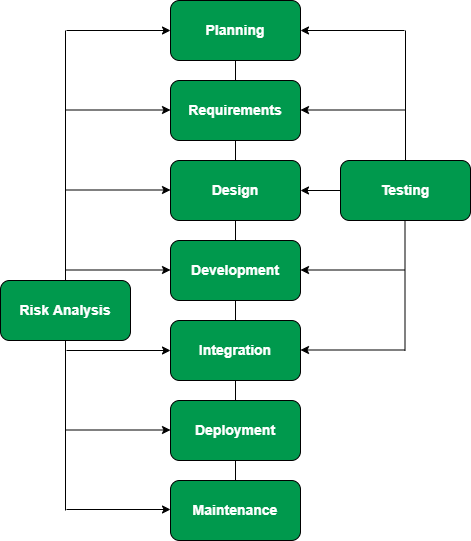 Planning
Requirements
Design
Testing
Development
Risk Analysis
Integration
Deployment
Maintenance